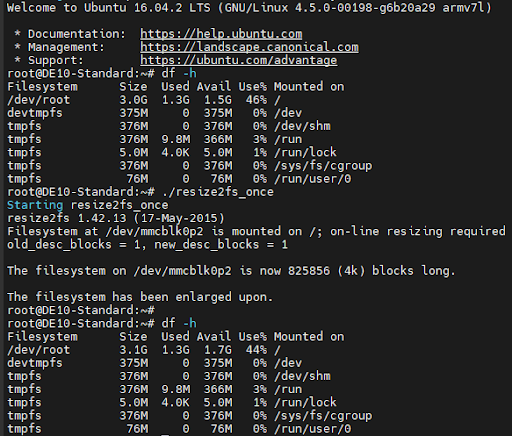 Welcome to Ubuntu 16.04.2 LTS (GNU/Linux 4.5.0-00198-g6b20a29 armv7l)
 * Documentation:  https://help.ubuntu.com
 * Management:     https://landscape.canonical.com
 * Support:        https://ubuntu.com/advantage
root@DE10-Standard:~# df -h
Filesystem      Size  Used Avail Use% Mounted on
/dev/root       3.0G  1.3G  1.5G  46% /
devtmpfs        375M     0  375M   0% /dev
tmpfs           376M     0  376M   0% /dev/shm
tmpfs           376M  9.8M  366M   3% /run
tmpfs           5.0M  4.0K  5.0M   1% /run/lock
tmpfs           376M     0  376M   0% /sys/fs/cgroup
tmpfs            76M     0   76M   0% /run/user/0
root@DE10-Standard:~# ./resize2fs_once
Starting resize2fs_once
resize2fs 1.42.13 (17-May-2015)
Filesystem at /dev/mmcblk0p2 is mounted on /; on-line resizing required
old_desc_blocks = 1, new_desc_blocks = 1
The filesystem on /dev/mmcblk0p2 is now 825856 (4k) blocks long.
The filesystem has been enlarged upon.
root@DE10-Standard:~#
root@DE10-Standard:~# df -h
Filesystem      Size  Used Avail Use% Mounted on
/dev/root       3.1G  1.3G  1.7G  44% /
devtmpfs        375M     0  375M   0% /dev
tmpfs           376M     0  376M   0% /dev/shm
tmpfs           376M  9.8M  366M   3% /run
tmpfs           5.0M  4.0K  5.0M   1% /run/lock
tmpfs           376M     0  376M   0% /sys/fs/cgroup
tmpfs            76M     0   76M   0% /run/user/0